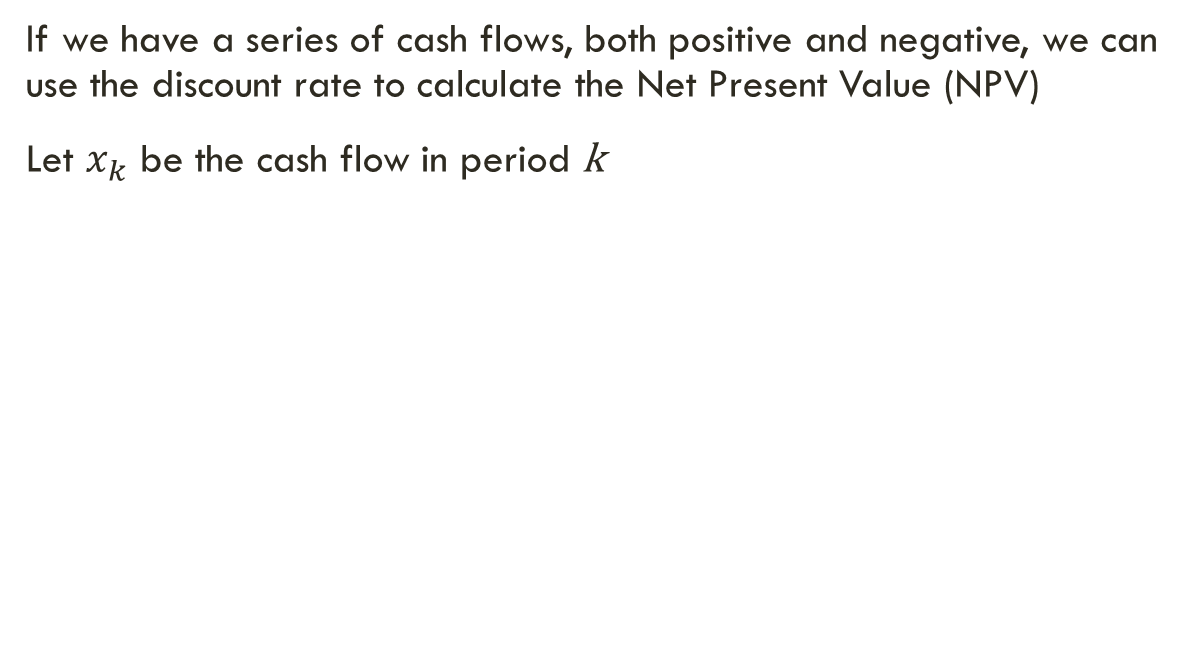 If we have a series of cash flows, both positive and negative, we can
use the discount rate to calculate the Net Present Value (NPV)
Let 𝑥ₖ be the cash flow in period 𝑘